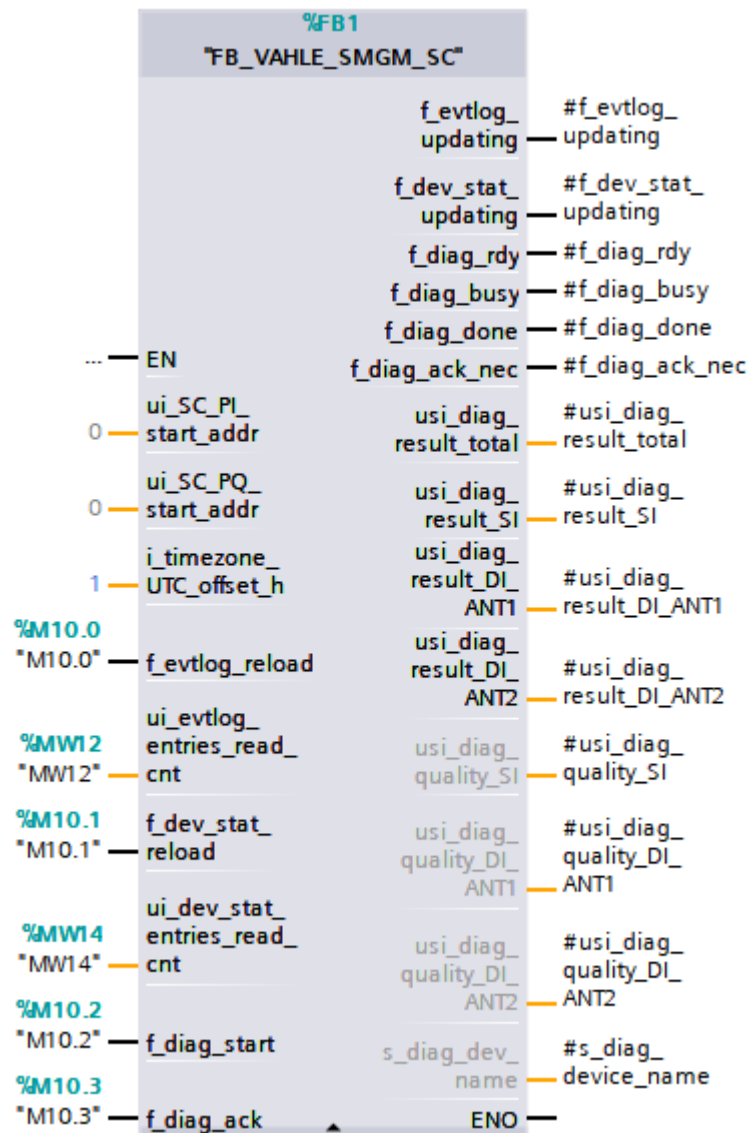 %FB1
"FB_VAHLE_SMGM_SC"
f_evtlog_
updating
#f_evtlog_
updating
f_dev_stat_
updating
#f_dev_stat_
updating
f_diag_rdy
#f_diag_rdy
f_diag_busy
#f_diag_busy
f_diag_done
#f_diag_done
... EN
f_diag_ack_nec
#f_diag_ack_nec
ui_SC_PI_
0 start_addr
usi_diag_
result_total
#usi_diag_
result_total
ui_SC_PQ_
0 start_addr
usi_diag_
result_SI
#usi_diag_
result_SI
i_timezone_
1 UTC_offset_h
usi_diag_
result_DI_
ANT1
#usi_diag_
result_DI_ANT1
%M10.0
"M10.0" f_evtlog_reload
usi_diag_
result_DI_
ANT2
#usi_diag_
result_DI_ANT2
%MW12
"MW12"
ui_evtlog_
entries_read_
cnt
usi_diag_
quality_SI
#usi_diag_
quality_SI
%M10.1
"M10.1"
f_dev_stat_
reload
usi_diag_
quality_DI_
ANT1
#usi_diag_
quality_DI_
ANT1
%MW14
"MW14"
ui_dev_stat_
entries_read_
cnt
usi_diag_
quality_DI_
ANT2
#usi_diag_
quality_DI_
ANT2
%M10.2
"M10.2" f_diag_start
s_diag_dev_
name
#s_diag_
device_name
%M10.3
"M10.3" f_diag_ack
ENO